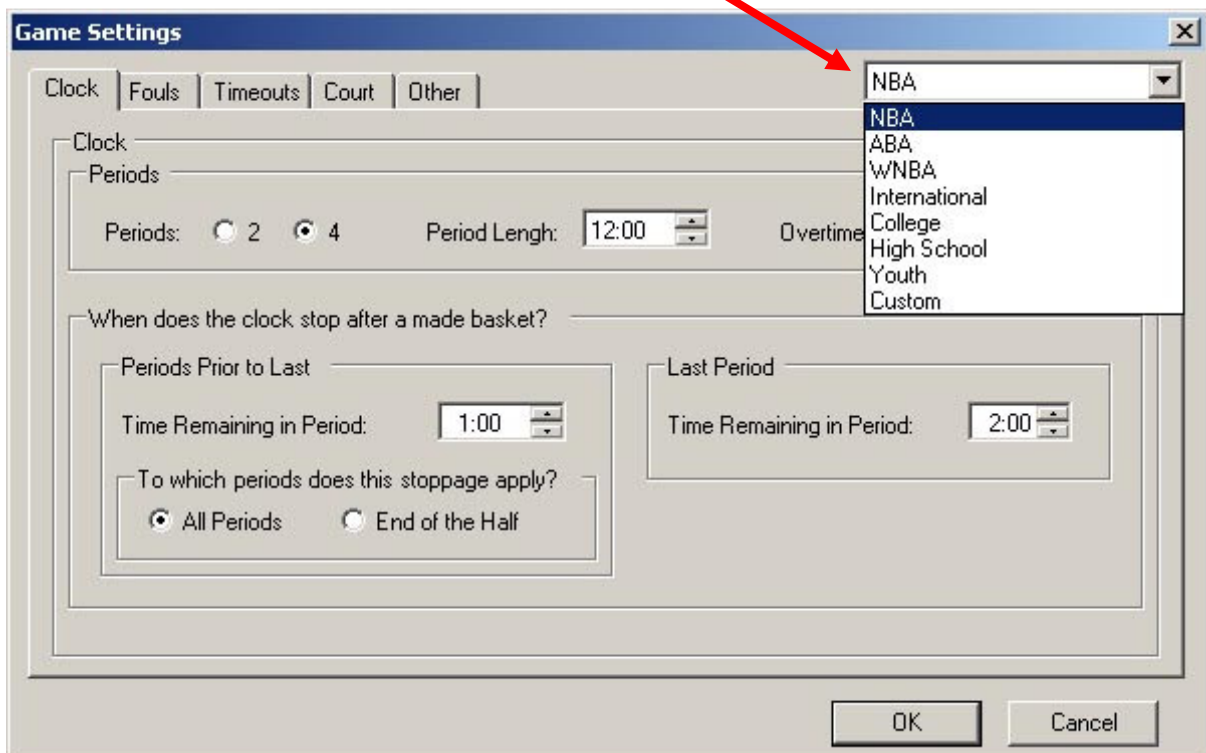 Game Settings
Clock Fouls Timeouts Court Other
NBA
NBA
ABA
WNBA
International
College
High School
Youth
Custom
Clock
Periods
Periods: 2 4 Period Lengh: 12:00 Overtime
When does the clock stop after a made basket?
Periods Prior to Last
Time Remaining in Period: 1:00
To which periods does this stoppage apply?
All Periods End of the Half
Last Period
Time Remaining in Period: 2:00
OK Cancel